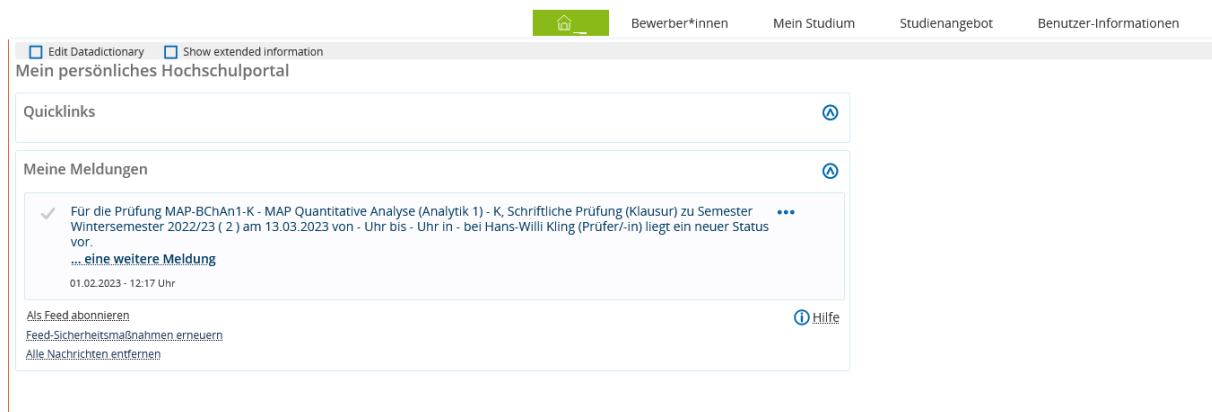 Bewerber*innen Mein Studium Studienangebot Benutzer-Informationen
Edit Datadictionary Show extended information
Mein persönliches Hochschulportal
Quicklinks
Meine Meldungen
Für die Prüfung MAP-BChAn1-K - MAP Quantitative Analyse (Analytik 1) - K, Schriftliche Prüfung (Klausur) zu Semester
Wintersemester 2022/23 ( 2 ) am 13.03.2023 von - Uhr bis - Uhr in - bei Hans-Willi Kling (Prüfer/-in) liegt ein neuer Status
vor.
... eine weitere Meldung
01.02.2023 - 12:17 Uhr
Als Feed abonnieren
Hilfe
Feed-Sicherheitsmaßnahmen erneuern
Alle Nachrichten entfernen